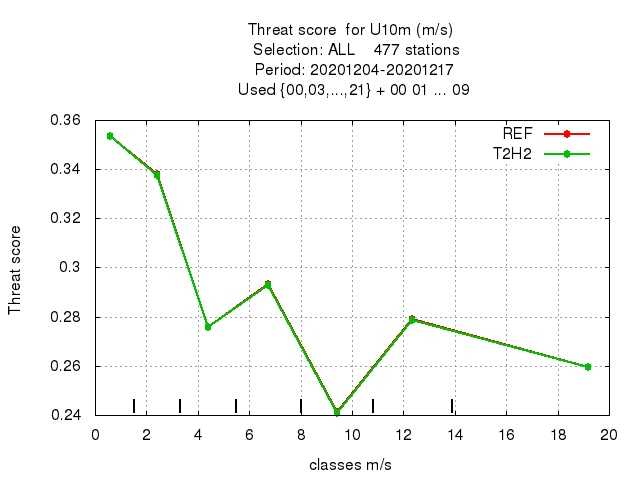 Threat score  for U10m (m/s)
Selection: ALL    477 stations
Period: 20201204-20201217
Used {00,03,...,21} + 00 01 ... 09
REF
T2H2
0.36
0.34
0.32
0.3
0.28
0.26
0.24
Threat score
0 2 4 6 8 10 12 14 16 18 20
classes m/s